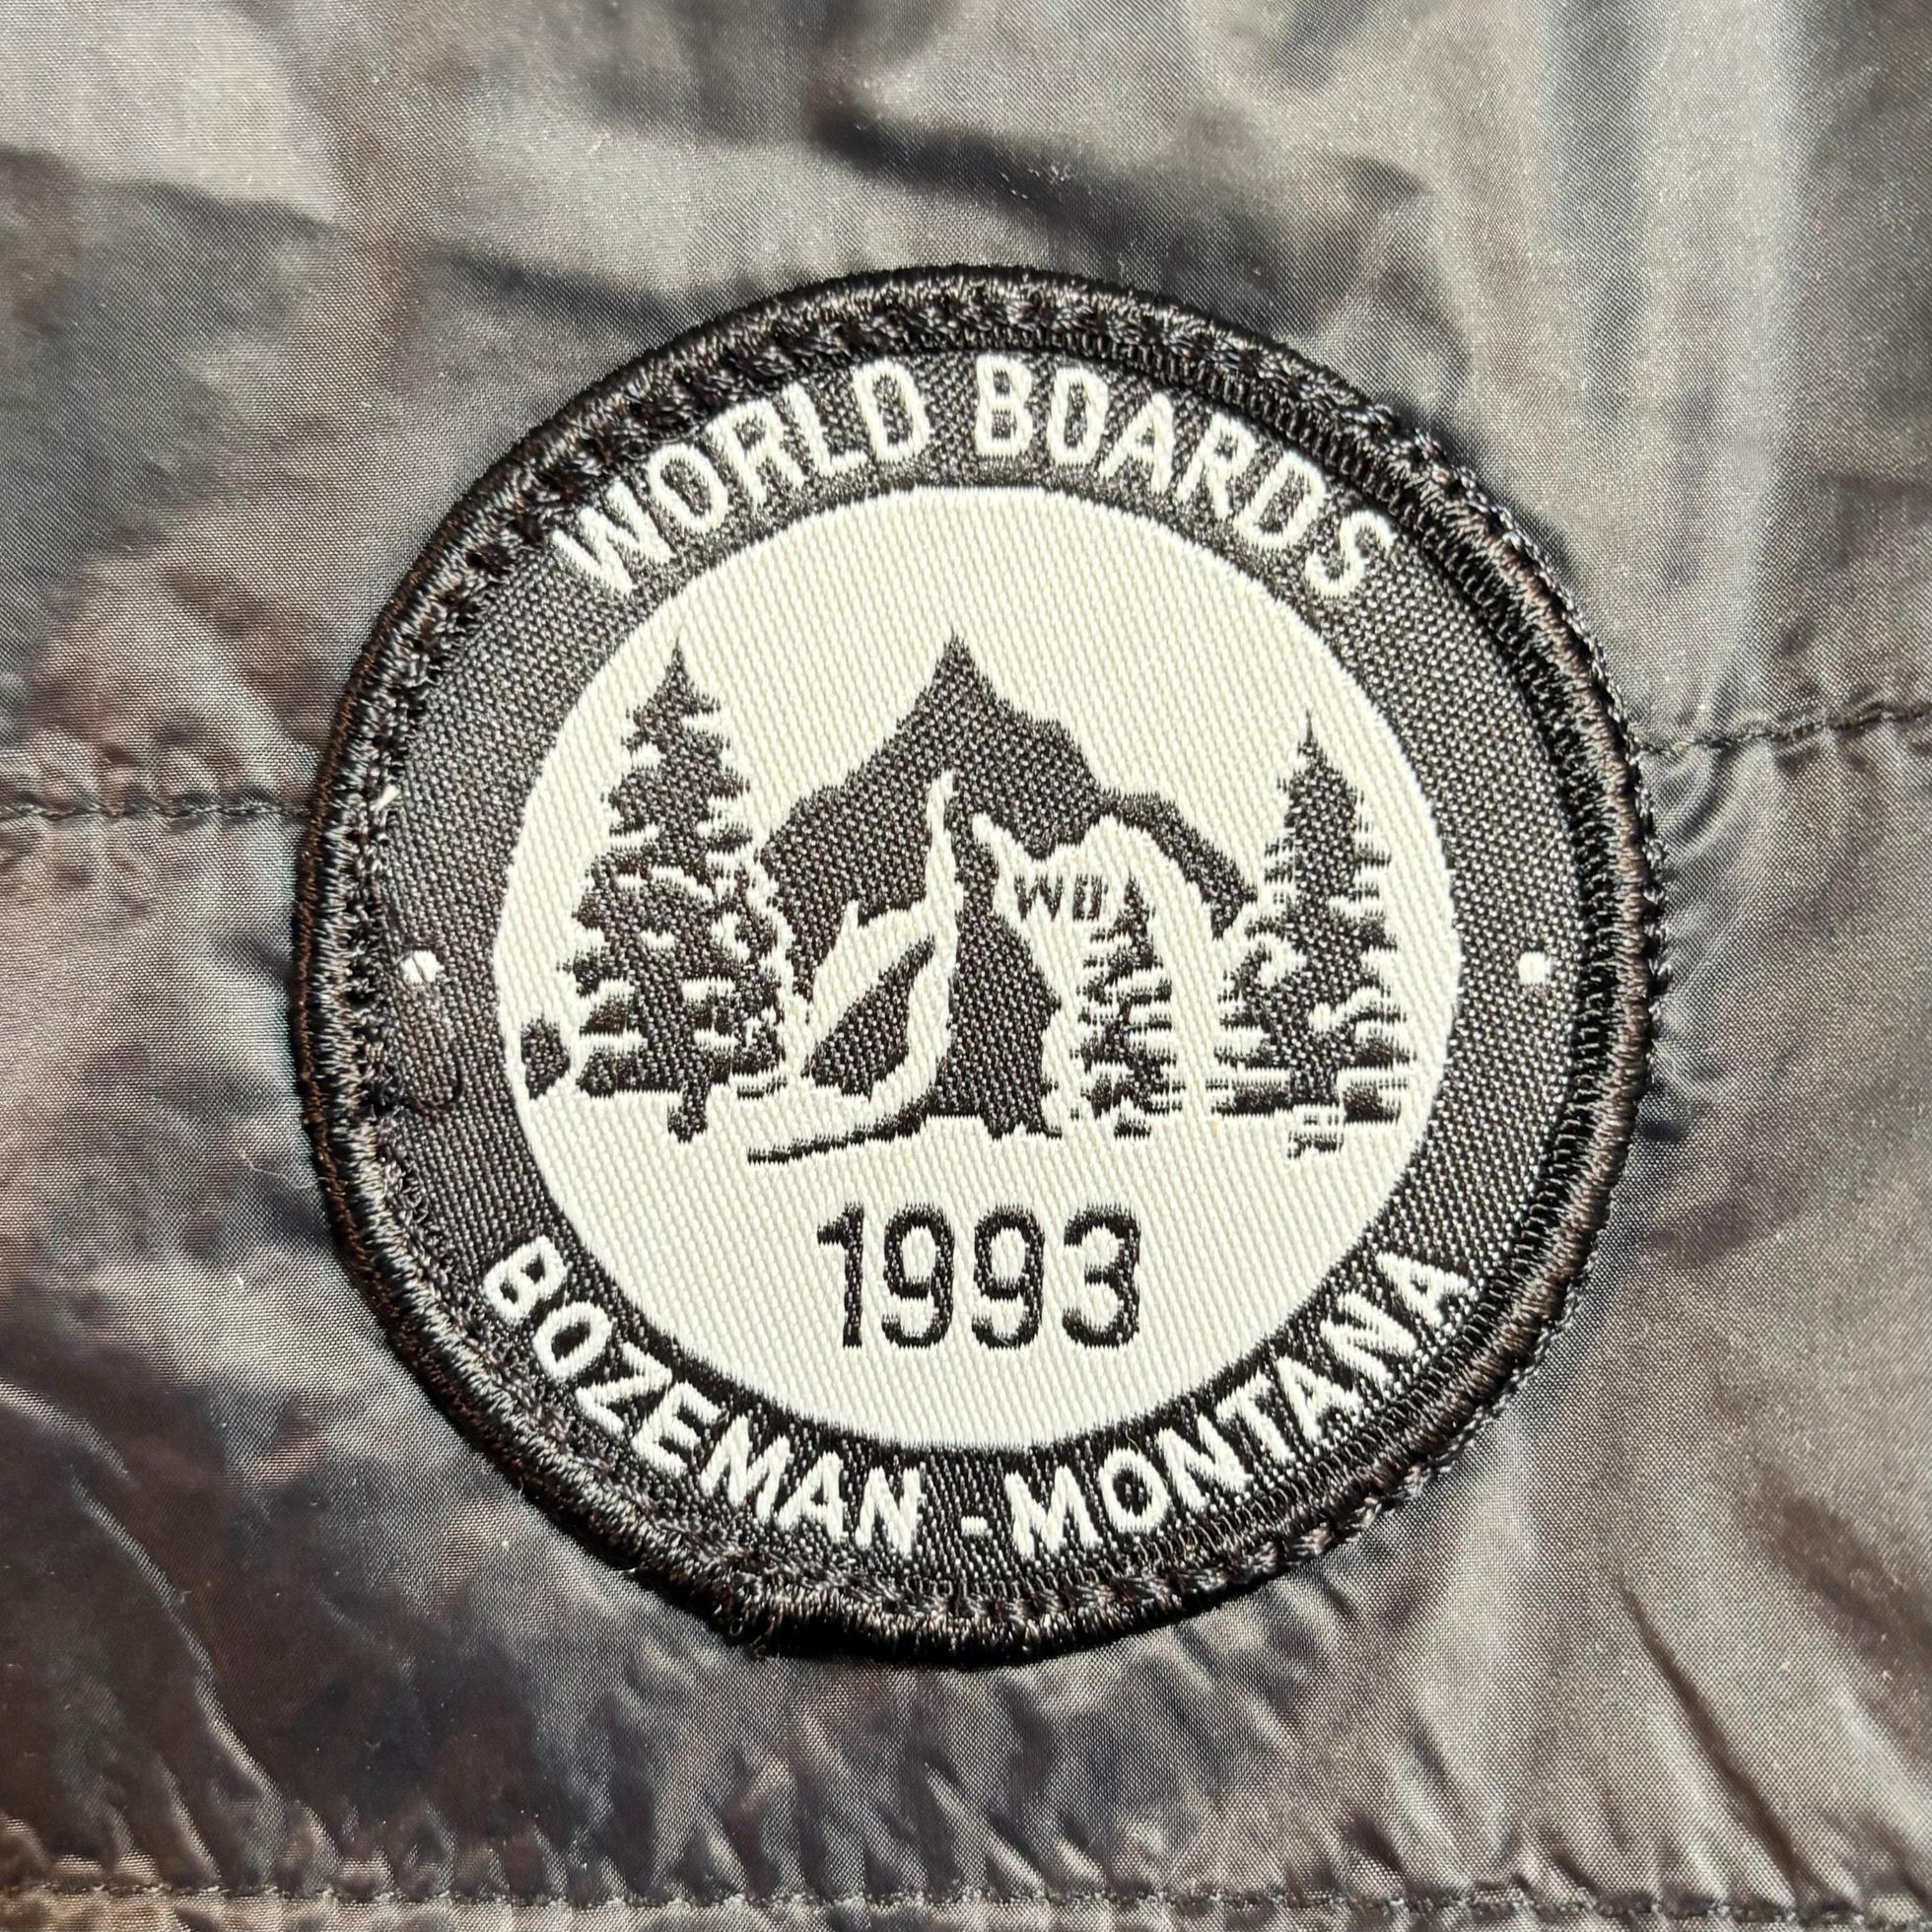 WORLD BOARDS
WB
1993
BOZEMAN - MONTANA